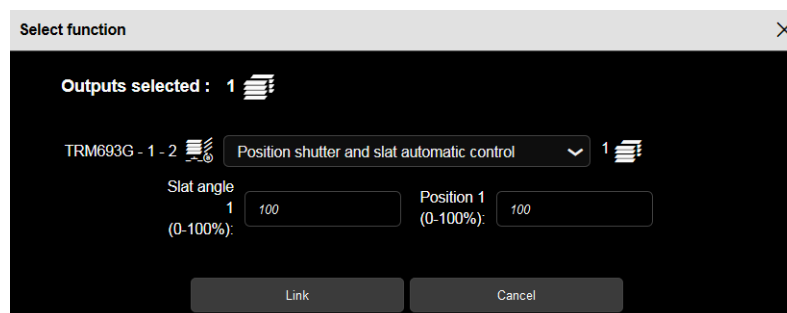 Select function
Outputs selected : 1
TRM693G - 1 - 2 Position shutter and slat automatic control 1
Slat angle
1
(0-100%):
100
Position 1
(0-100%):
100
Link Cancel